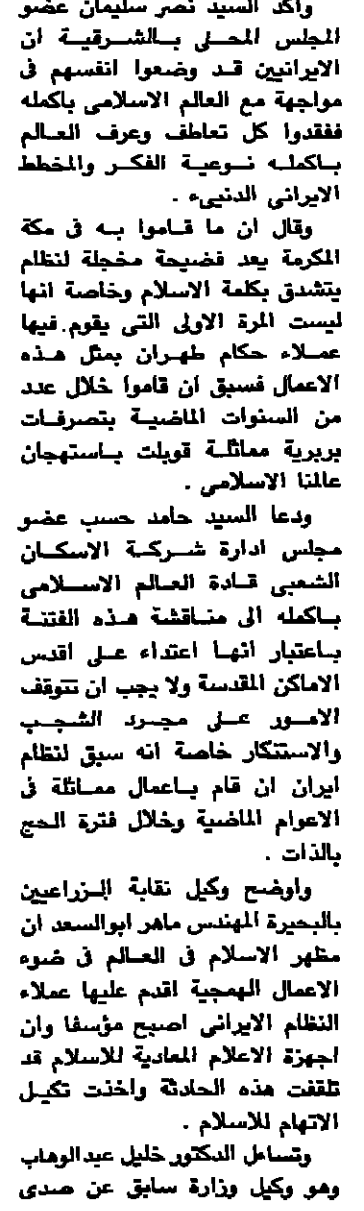 واكد السيد نصر سليمان عضو
المجلس المحلى بالشرقية ان
الايرانيين قد وضعوا انفسهم فى
مواجهة مع العالم الاسلامى باكمله
ففقدوا كل تعاطف وعرف العالم
باكمله نوعية الفكر والمخطط
الايرانى الدنيىء .
وقال ان ما قاموا به فى مكة
المكرمة يعد فضيحة مخجلة لنظام
يتشدق بكلمة الاسلام وخاصة انها
ليست المرة الاولى التى يقوم فيها
عملاء حكام طهران بمثل هذه
الاعمال فسبق ان قاموا خلال عدد
من السنوات الماضية بتصرفات
بربرية مماثلة قوبلت باستهجان
عالمنا الاسلامى .
ودعا السيد حامد حسب عضو
مجلس ادارة شركة الاسكان
الشعبى قادة العالم الاسلامى
باكمله الى مناقشة هذه الفتنة
باعتبار انها اعتداء على اقدس
الاماكن المقدسة ولا يجب ان تتوقف
الامور على مجرد الشجب
والاستنكار خاصة انه سبق لنظام
ايران ان قام باعمال مماثلة فى
الاعوام الماضية وخلال فترة الحج
بالذات .
واوضح وكيل نقابة الزراعيين
بالبحيرة المهندس ماهر ابوالسعد ان
مظهر الاسلام فى العالم فى ضوء
الاعمال الهمجية اقدم عليها عملاء
النظام الايرانى اصبح مؤسفا وان
اجهزة الاعلام المعادية للاسلام قد
تلقفت هذه الحادثة واخذت تكيل
الاتهام للاسلام .
وتساءل الدكتور خليل عبدالوهاب
وهو وكيل وزارة سابق عن صدى